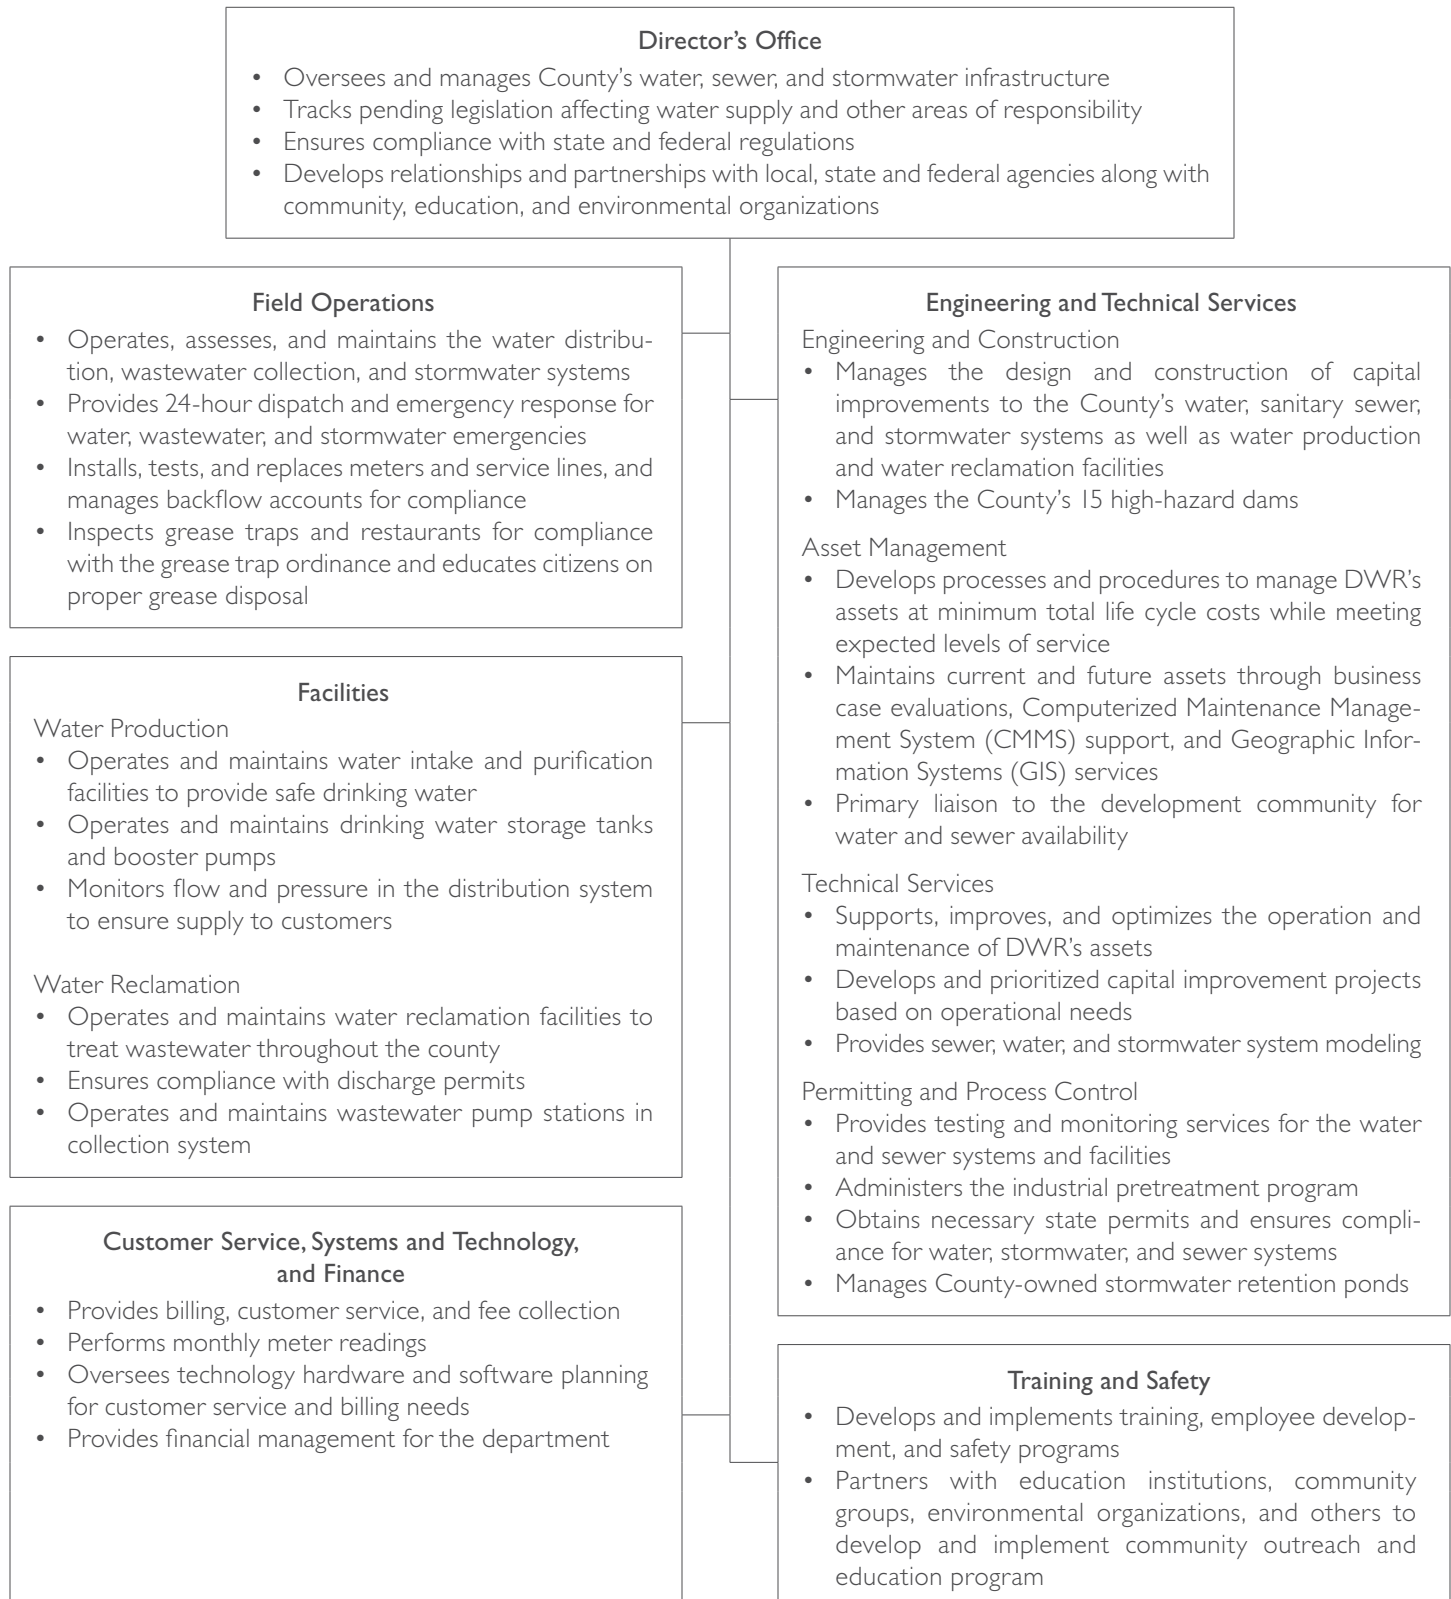 Director’s Office
• Oversees and manages County’s water, sewer, and stormwater infrastructure
• Tracks pending legislation affecting water supply and other areas of responsibility
• Ensures compliance with state and federal regulations
• Develops relationships and partnerships with local, state and federal agencies along with
community, education, and environmental organizations
Field Operations
• Operates, assesses, and maintains the water distribu-
tion, wastewater collection, and stormwater systems
• Provides 24-hour dispatch and emergency response for
water, wastewater, and stormwater emergencies
• Installs, tests, and replaces meters and service lines, and
manages backflow accounts for compliance
• Inspects grease traps and restaurants for compliance
with the grease trap ordinance and educates citizens on
proper grease disposal
Facilities
Water Production
• Operates and maintains water intake and purification
facilities to provide safe drinking water
• Operates and maintains drinking water storage tanks
and booster pumps
• Monitors flow and pressure in the distribution system
to ensure supply to customers
Water Reclamation
• Operates and maintains water reclamation facilities to
treat wastewater throughout the county
• Ensures compliance with discharge permits
• Operates and maintains wastewater pump stations in
collection system
Customer Service, Systems and Technology,
and Finance
• Provides billing, customer service, and fee collection
• Performs monthly meter readings
• Oversees technology hardware and software planning
for customer service and billing needs
• Provides financial management for the department
Engineering and Technical Services
Engineering and Construction
• Manages the design and construction of capital
improvements to the County’s water, sanitary sewer,
and stormwater systems as well as water production
and water reclamation facilities
• Manages the County’s 15 high-hazard dams
Asset Management
• Develops processes and procedures to manage DWR’s
assets at minimum total life cycle costs while meeting
expected levels of service
• Maintains current and future assets through business
case evaluations, Computerized Maintenance Manage-
ment System (CMMS) support, and Geographic Infor-
mation Systems (GIS) services
• Primary liaison to the development community for
water and sewer availability
Technical Services
• Supports, improves, and optimizes the operation and
maintenance of DWR’s assets
• Develops and prioritized capital improvement projects
based on operational needs
• Provides sewer, water, and stormwater system modeling
Permitting and Process Control
• Provides testing and monitoring services for the water
and sewer systems and facilities
• Administers the industrial pretreatment program
• Obtains necessary state permits and ensures compli-
ance for water, stormwater, and sewer systems
• Manages County-owned stormwater retention ponds
Training and Safety
• Develops and implements training, employee develop-
ment, and safety programs
• Partners with education institutions, community
groups, environmental organizations, and others to
develop and implement community outreach and
education program